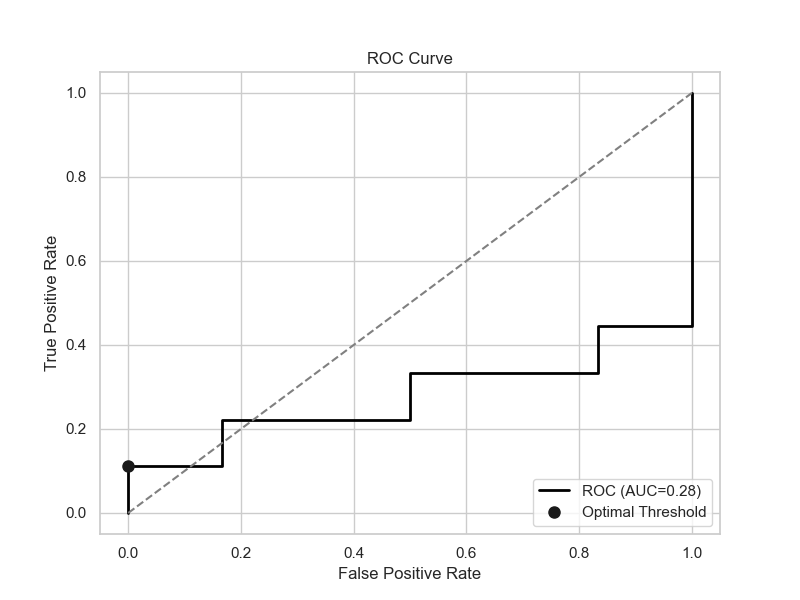 ROC Curve
True Positive Rate
1.0
0.8
0.6
0.4
0.2
0.0
ROC (AUC=0.28)
Optimal Threshold
0.0 0.2 0.4 0.6 0.8 1.0
False Positive Rate